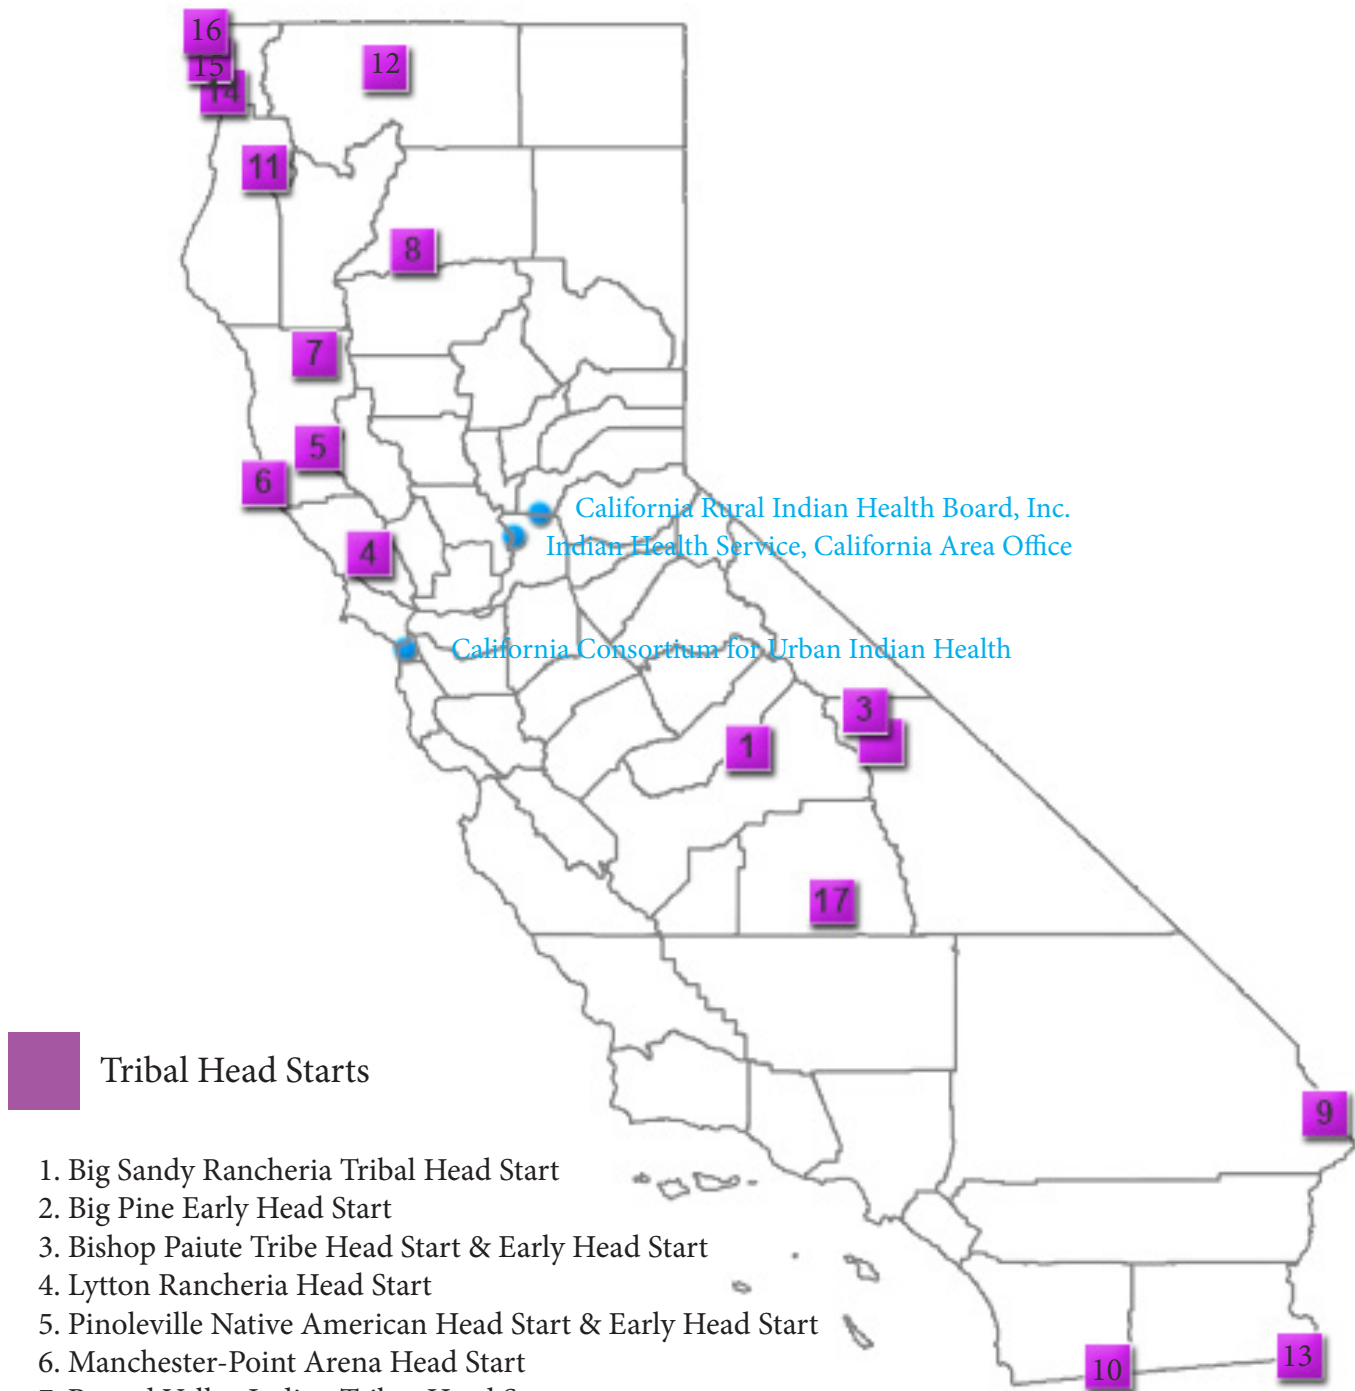 16
15
14
12
11
8
7
5
6
4
California Rural Indian Health Board, Inc.
Indian Health Service, California Area Office
California Consortium for Urban Indian Health
3
1
17
Tribal Head Starts
9
1. Big Sandy Rancheria Tribal Head Start
2. Big Pine Early Head Start
3. Bishop Paiute Tribe Head Start & Early Head Start
4. Lytton Rancheria Head Start
5. Pinoleville Native American Head Start & Early Head Start
6. Manchester-Point Arena Head Start
10
13